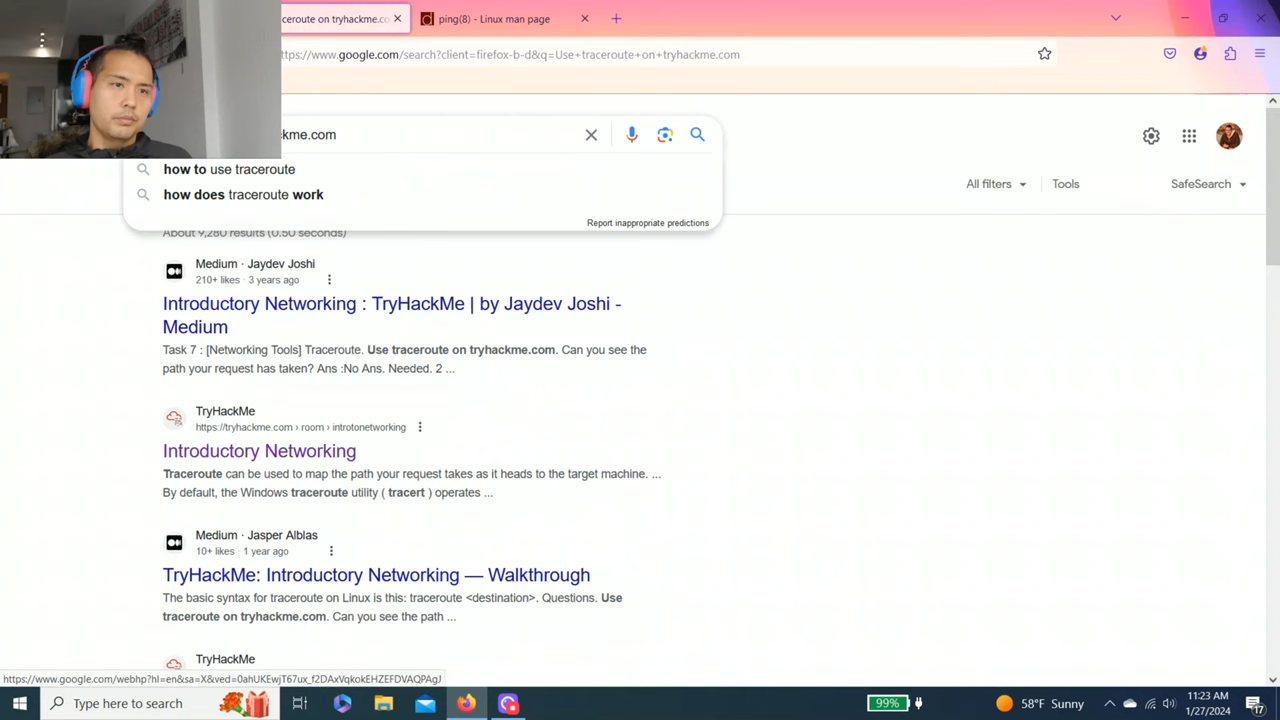 ceroute on tryhackme.co
ping(8) - Linux man page
ttps://www.google.com/search?client=firefox-b-d&q=Use+traceroute+on+tryhackme.com
kme.com
how to use traceroute
how does traceroute work
Report inappropriate predictions
All filters
Tools
SafeSearch
About 9,280 results (0.50 seconds)
Medium · Jaydev Joshi
210+ likes · 3 years ago
Introductory Networking : TryHackMe | by Jaydev Joshi -
Medium
Task 7 : [Networking Tools] Traceroute. Use traceroute on tryhackme.com. Can you see the
path your request has taken? Ans :No Ans. Needed. 2 ...
TryHackMe
https://tryhackme.com › room › introtonetworking
Introductory Networking
Traceroute can be used to map the path your request takes as it heads to the target machine. ...
By default, the Windows traceroute utility ( tracert ) operates ...
Medium · Jasper Alblas
10+ likes · 1 year ago
TryHackMe: Introductory Networking — Walkthrough
The basic syntax for traceroute on Linux is this: traceroute <destination>. Questions. Use
traceroute on tryhackme.com. Can you see the path ...
TryHackMe
https://www.google.com/webhp?hl=en&sa=X&ved=0ahUKEwjT67ux_f2DAxVqkokEHZEFDVAQPAgJ
Type here to search
99%
58°F Sunny
11:23 AM
1/27/2024
17